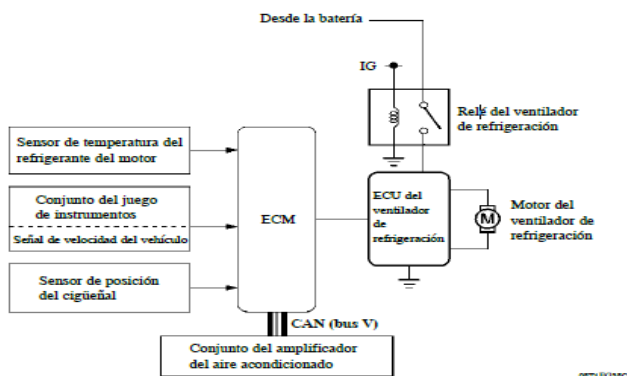 Desde la batería
IG
Relé del ventilador
de refrigeración
Sensor de temperatura del
refrigerante del motor
Conjunto del juego
de instrumentos
Señal de velocidad del vehículo
Sensor de posición
del cigüeñal
ECM
ECU del
ventilador
de
refrigeración
M
Motor del
ventilador de
refrigeración
CAN (bus V)
Conjunto del amplificador
del aire acondicionado